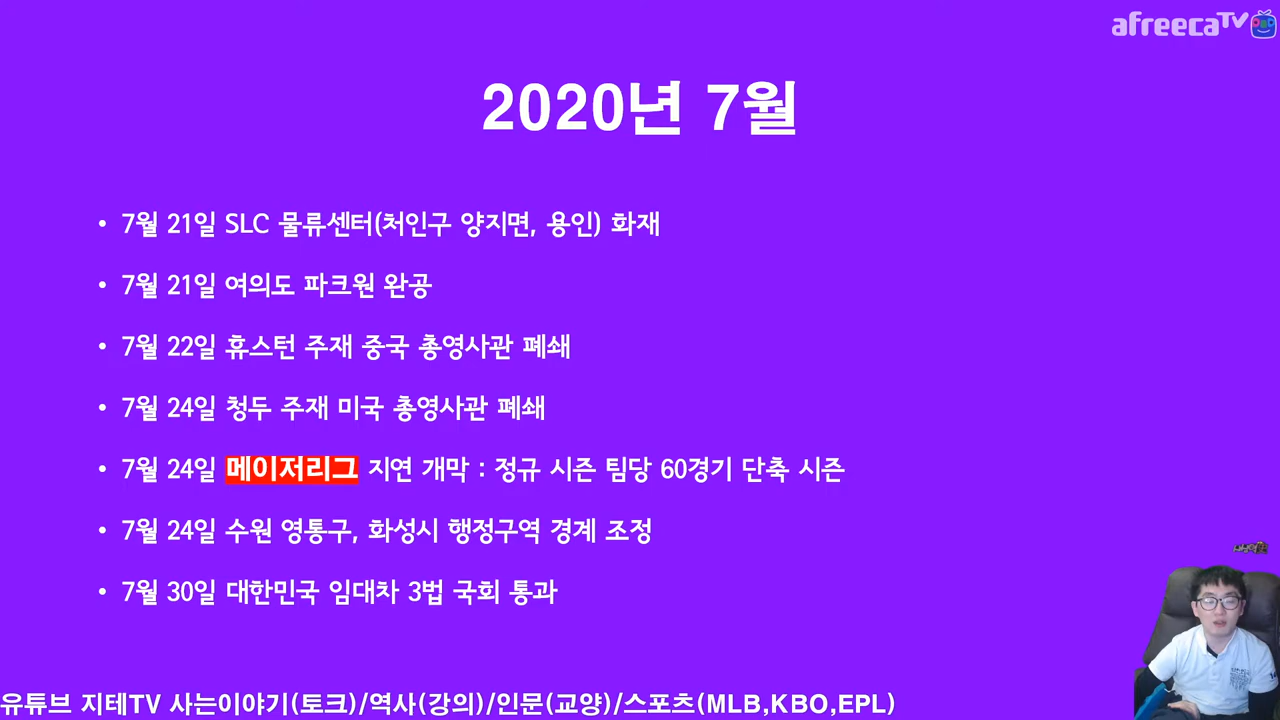 afreecaTV
2020년 7월
• 7월 21일 SLC 물류센터(처인구 양지면, 용인) 화재
• 7월 21일 여의도 파크원 완공
• 7월 22일 휴스턴 주재 중국 총영사관 폐쇄
• 7월 24일 청두 주재 미국 총영사관 폐쇄
• 7월 24일 메이저리그 지연 개막 : 정규 시즌 팀당 60경기 단축 시즌
• 7월 24일 수원 영통구, 화성시 행정구역 경계 조정
• 7월 30일 대한민국 임대차 3법 국회 통과
유튜브 지테TV 사는이야기(토크)/역사(강의)/인문(교양)/스포츠(MLB,KBO,EPL)